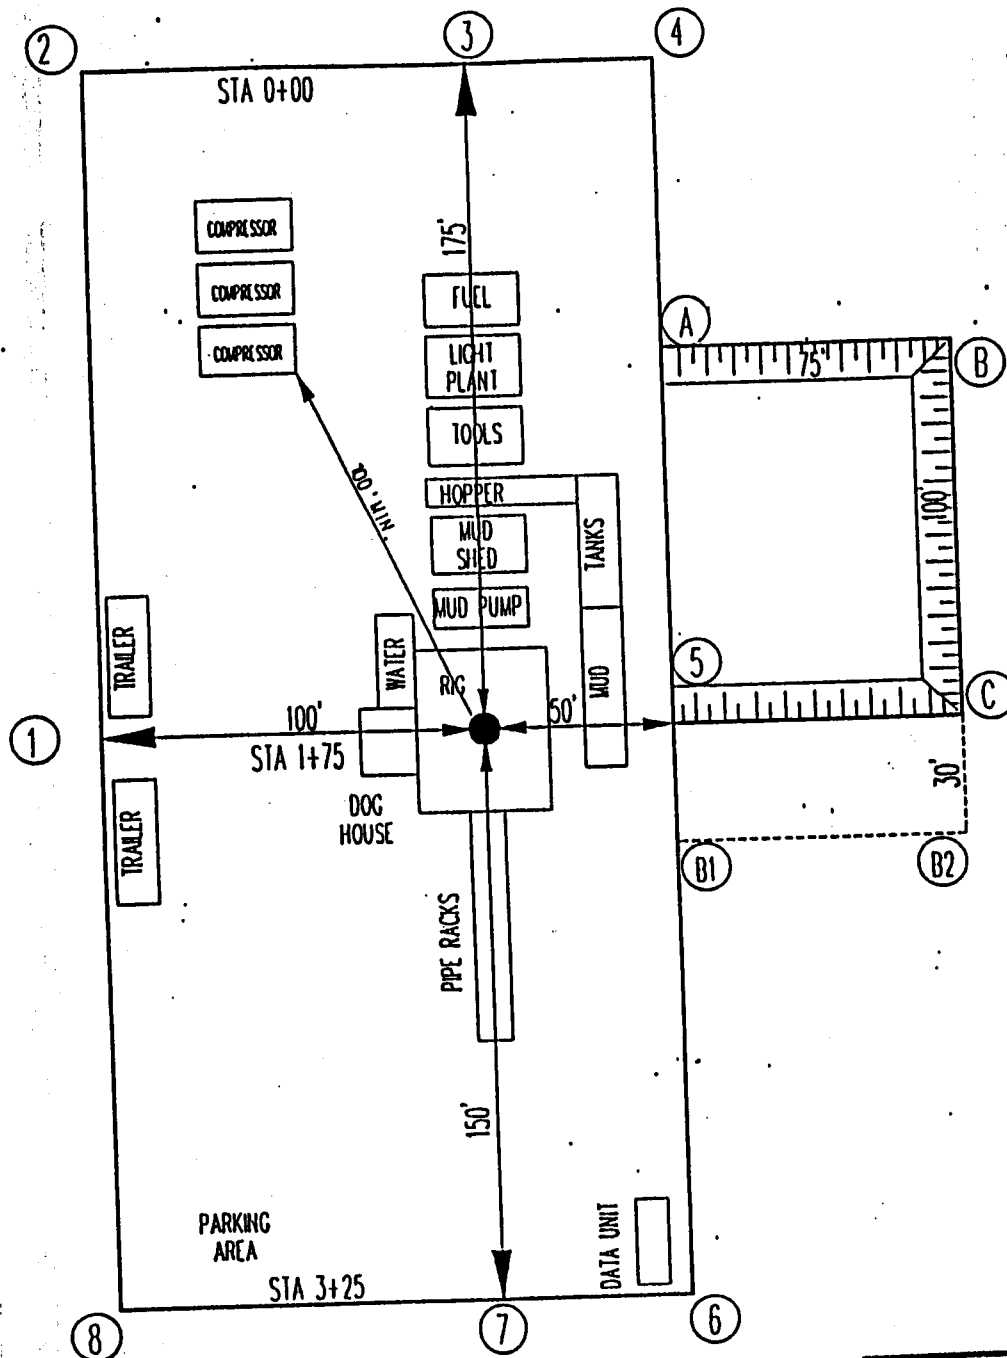 2
3
4
STA 0+00
175'
COMPRESSOR
COMPRESSOR
COMPRESSOR
FUEL
LIGHT
PLANT
TOOLS
HOPPER
MUD
SHED
MUD PUMP
TANKS
MUD
A
75'
B
100'
100' MIN.
TRAILER
WATER
RIG
5
C
1
100'
STA 1+75
50'
30'
DOG
HOUSE
TRAILER
B1
B2
PIPE RACKS
150'
PARKING
AREA
DATA UNIT
STA 3+25
8
7
6